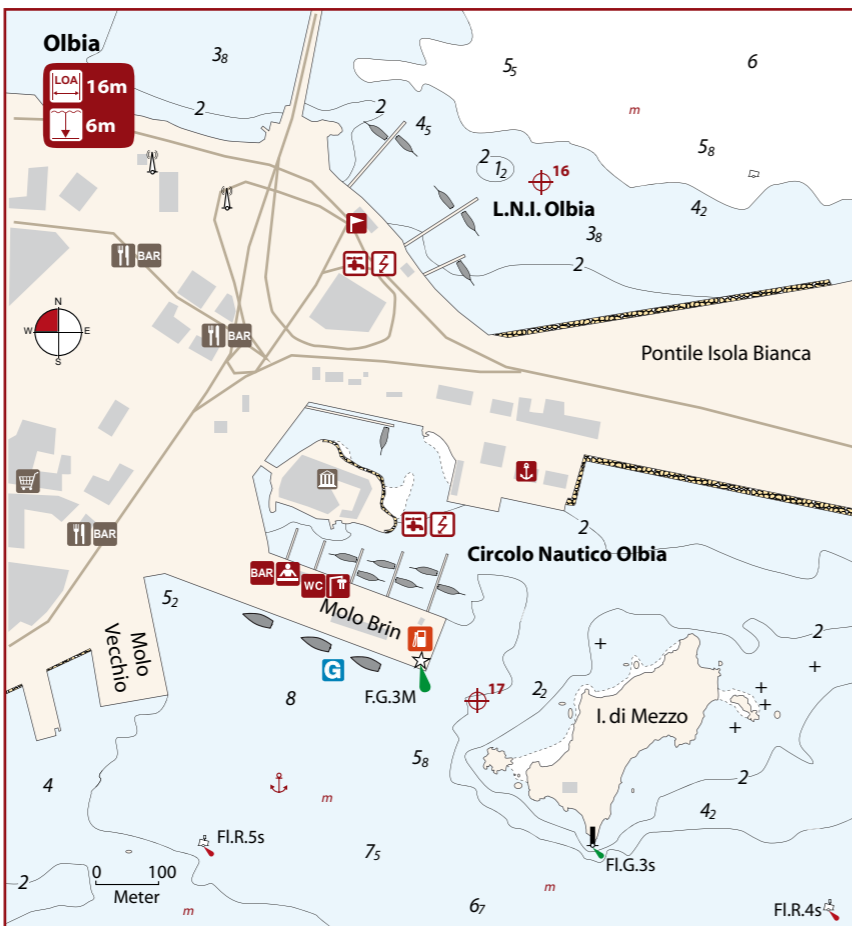 Olbia
LOA 16m
6m
3₈
2
2
4₅
5₅
6
m
5₈
2
1₂
16
4₂
L.N.I. Olbia
3₈
2
BAR
N
W E
S
BAR
Pontile Isola Bianca
BAR
2
Circolo Nautico Olbia
BAR
WC
5₂
Molo Brin
Molo
Vecchio
G
F.G.3M
8
17
2₂
2
I. di Mezzo
5₈
2
4
4₂
m
Fl.R.5s
7₅
Fl.G.3s
0 100
Meter
2
m
m
6₇
Fl.R.4s